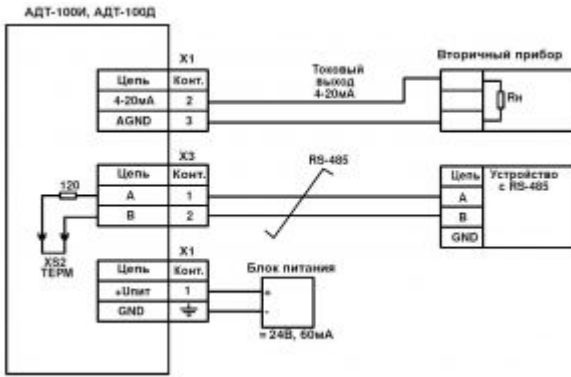 АДТ-100И, АДТ-100Д
X1
Цепь Конт.
4-20мА 2
AGND 3
Токовый
выход
4-20мА
Вторичный прибор
Rн
X3
Цепь Конт.
A 1
B 2
120
XS2
ТЕРМ
RS-485
Цепь
A
B
GND
Устройство
с RS-485
X1
Цепь Конт.
+Uпит 1
GND
Блок питания
+
-
= 24В, 60мА